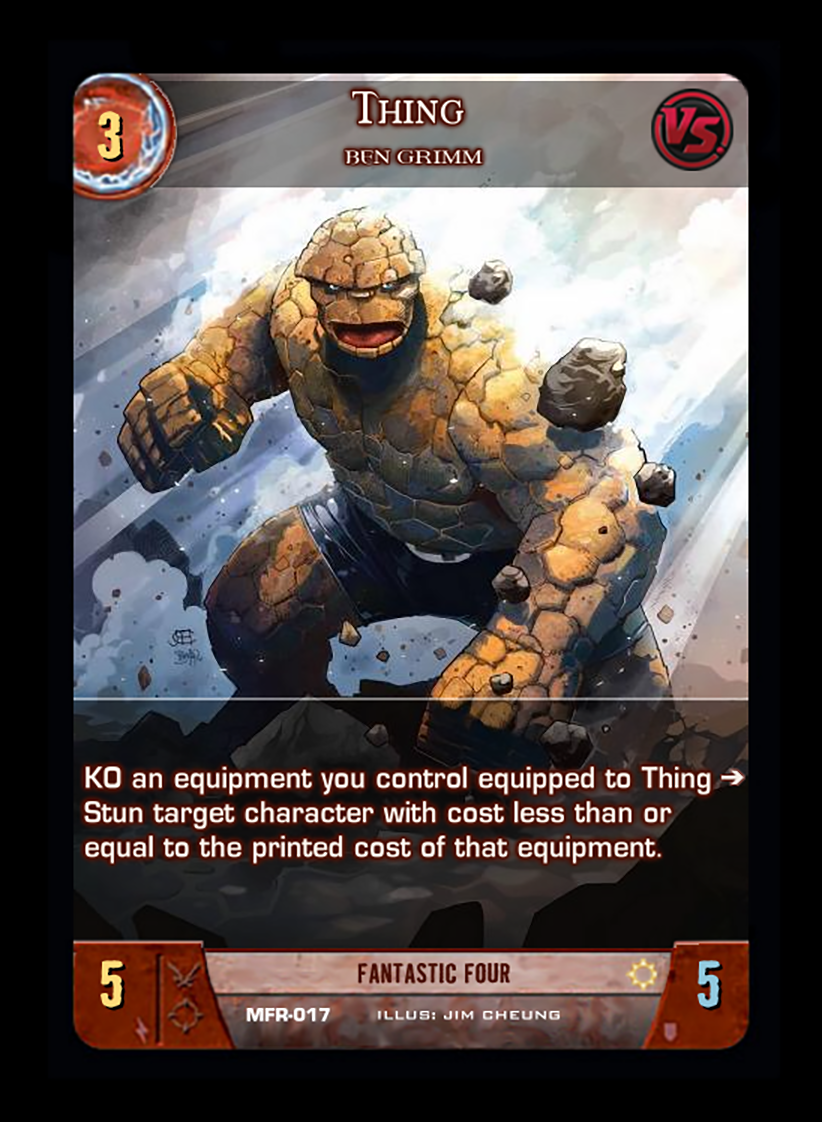 3
THING
BEN GRIMM
VS.
KO an equipment you control equipped to Thing →
Stun target character with cost less than or
equal to the printed cost of that equipment.
5
FANTASTIC FOUR
5
MFR-017 ILLUS: JIM CHEUNG